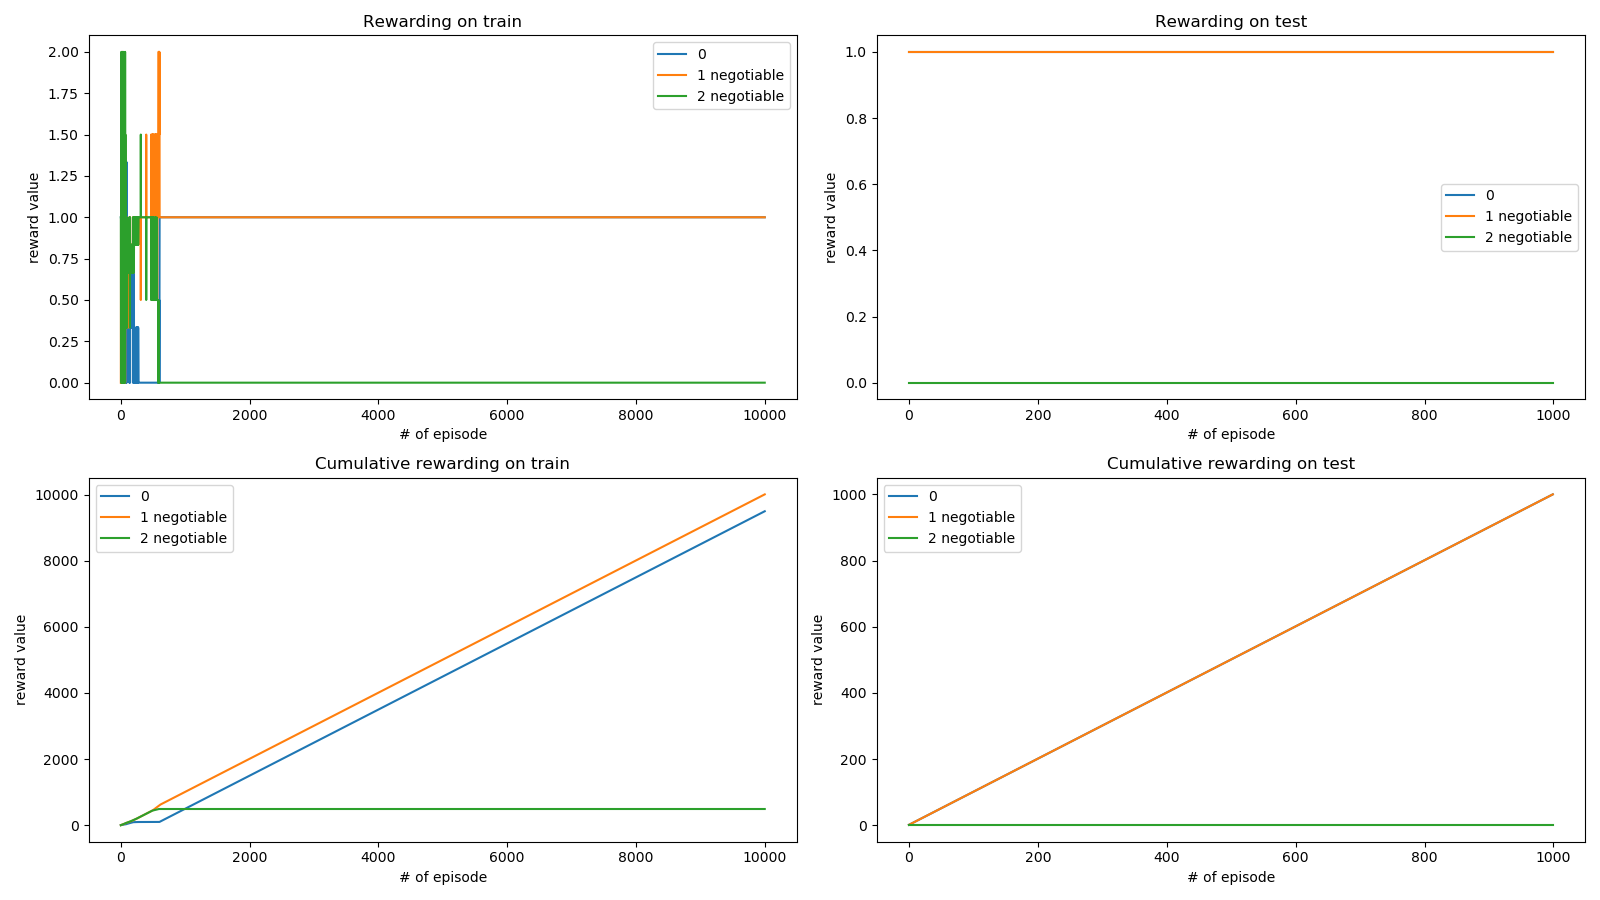 Rewarding on train
reward value
2.00
1.75
1.50
1.25
1.00
0.75
0.50
0.25
0.00
0
1 negotiable
2 negotiable
0 2000 4000 6000 8000 10000
# of episode
Rewarding on test
reward value
1.0
0.8
0.6
0.4
0.2
0.0
0
1 negotiable
2 negotiable
0 200 400 600 800 1000
# of episode
Cumulative rewarding on train
reward value
10000
8000
6000
4000
2000
0
0
1 negotiable
2 negotiable
0 2000 4000 6000 8000 10000
# of episode
Cumulative rewarding on test
reward value
1000
800
600
400
200
0
0
1 negotiable
2 negotiable
0 200 400 600 800 1000
# of episode